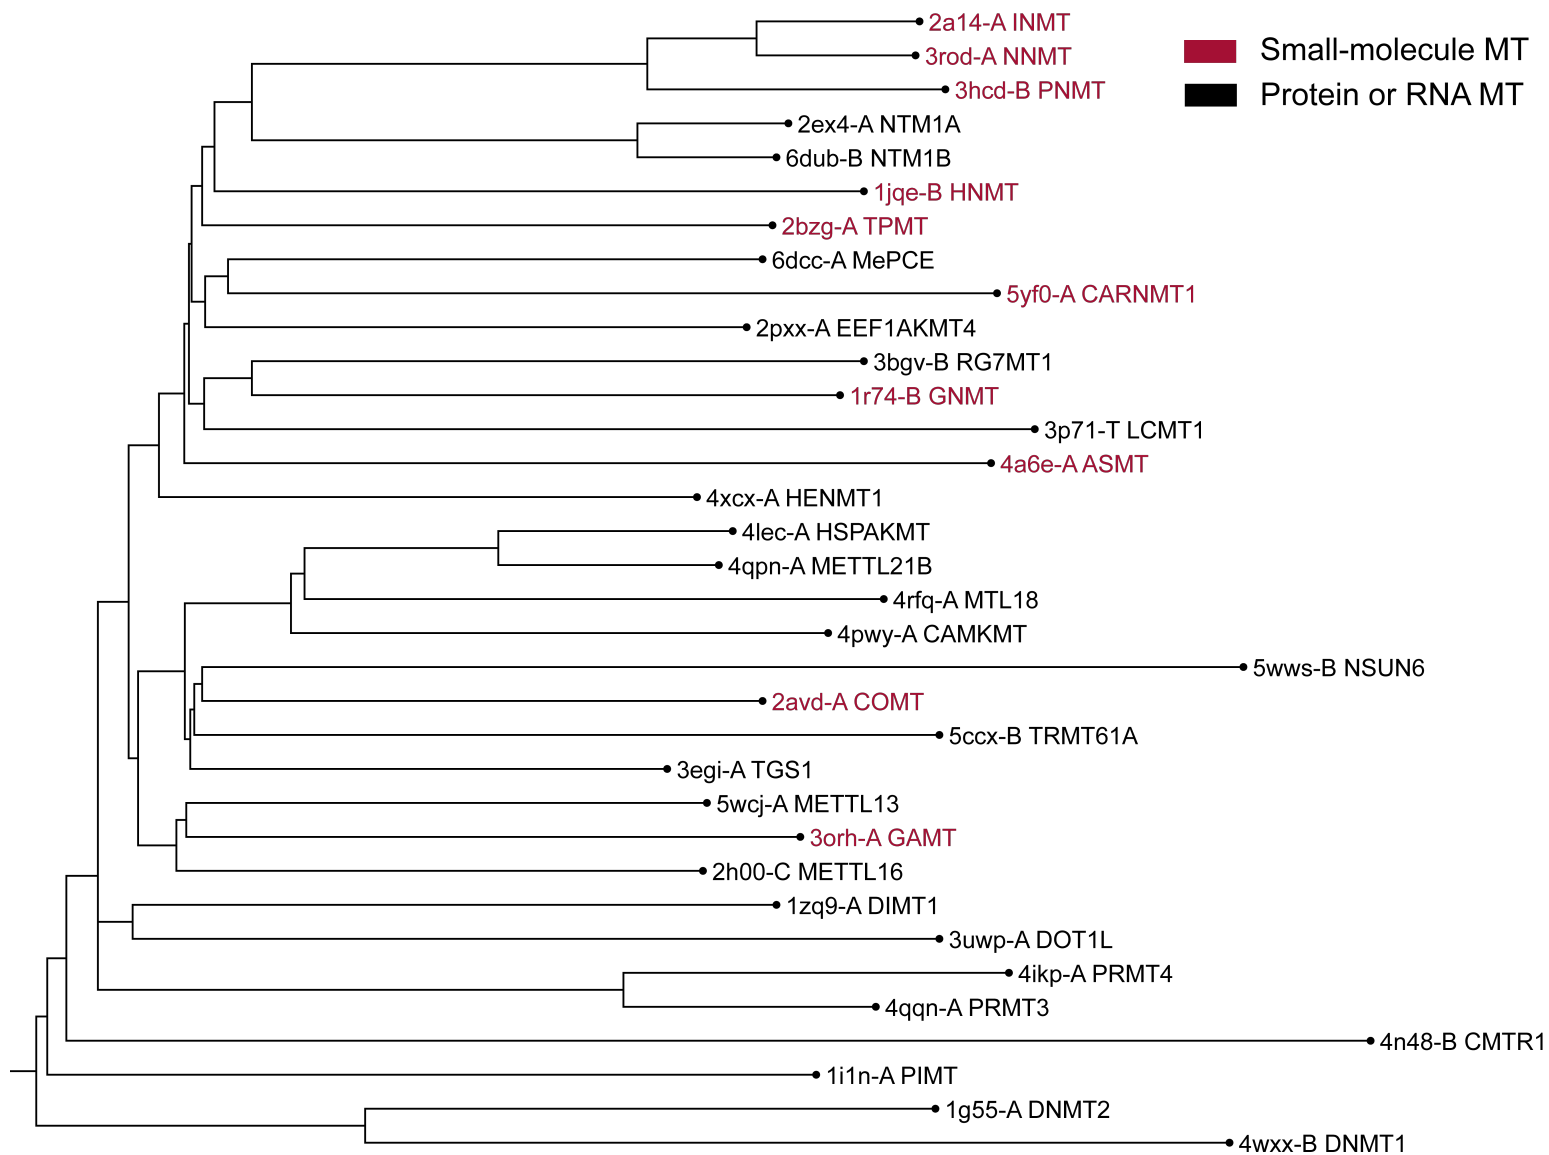 2a14-A INMT
3rod-A NNMT
3hcd-B PNMT
2ex4-A NTM1A
6dub-B NTM1B
1jqe-B HNMT
2bzg-A TPMT
6dcc-A MePCE
5yf0-A CARNMT1
2pxx-A EEF1AKMT4
3bgv-B RG7MT1
1r74-B GNMT
3p71-T LCMT1
4a6e-A ASMT
4xcx-A HENMT1
4lec-A HSPAKMT
4qpn-A METTL21B
4rfq-A MTL18
4pwy-A CAMKMT
5wws-B NSUN6
2avd-A COMT
5ccx-B TRMT61A
3egi-A TGS1
5wcj-A METTL13
3orh-A GAMT
2h00-C METTL16
1zq9-A DIMT1
3uwp-A DOT1L
4ikp-A PRMT4
4qqn-A PRMT3
4n48-B CMTR1
1i1n-A PIMT
1g55-A DNMT2
4wxx-B DNMT1
Small-molecule MT
Protein or RNA MT